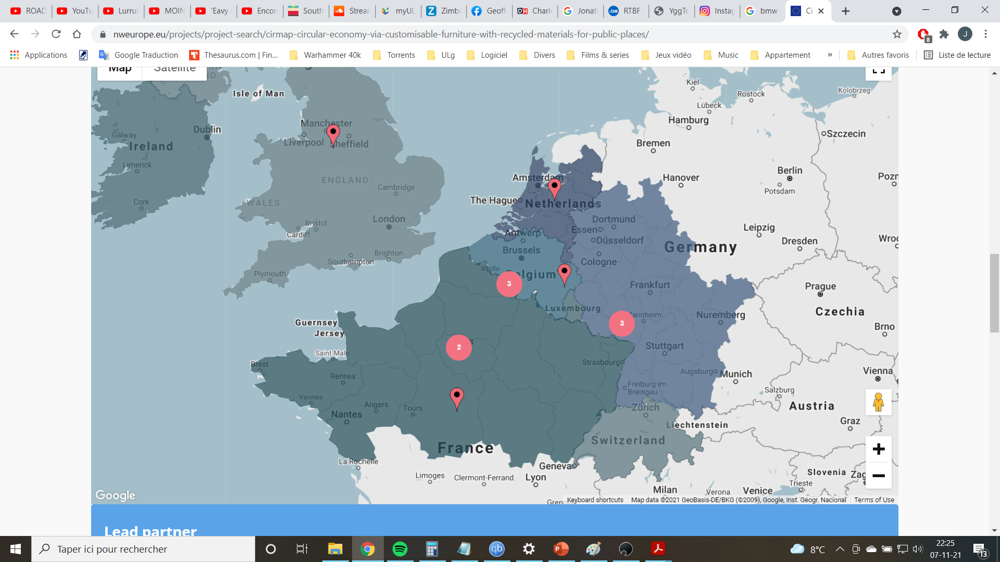 ROAD
YouTu
Lurrus
MOIN
'Eavy
Encor
South
Strear
myUL
Zimbr
Geoff
Charl
Jonat
RTBF
YggTo
Instag
bmw
Ci
nweurope.eu/projects/project-search/cirmap-circular-economy-via-customisable-furniture-with-recycled-materials-for-public-places/
8
J
Applications
Google Traduction
Thesaurus.com | Fin...
Warhammer 40k
Torrents
ULg
Logiciel
Divers
Films & series
Jeux vidéo
Music
Appartement
»
Autres favoris
Liste de lecture
Map
Satellite
Isle of Man
Kiel
Rostock
Kolobrzeg
Lübeck
Hamburg
Szczecin
Manchester
Dublin
Galway
Ireland
Liverpool
Sheffield
Bremen
Limerick
ENGLAND
Cambridge
Amsterdam
Hanover
Berlin
Pozn
Potsdam
Cork
WALES
The Hague
Netherlands
London
Bristol
Dortmund
Essen
Leipzig
Cardiff
Antwerp
Düsseldorf
Dresden
Wroc
Brussels
Germany
Brighton
Southampton
Cologne
Plymouth
Lille
Belgium
3
Frankfurt
Prague
Luxembourg
Czechia
Mannheim
Nuremberg
Guernsey
Jersey
3
Brno
2
s
Stuttgart
Saint-Malo
Brest
Strasbourg
Rennes
Augsburg
Munich
Vienna
Freiburg im
Breisgau
Salzburg
Vannes
Angers
Tours
Zürich
Austria
Nantes
Liechtenstein
Graz
Switzerland
France
La Rochelle
Geneva
Limoges
Clermont-Ferrand
Lyon
Slovenia
Zag
Trieste
Milan
Verona
Venice
Google
Gren
Keyboard shortcuts
Map data ©2021 GeoBasis-DE/BKG (©2009), Google, Inst. Geogr. Nacional
Terms of Use
Lead partner
Taper ici pour rechercher
8°C
22:25
07-11-21
13